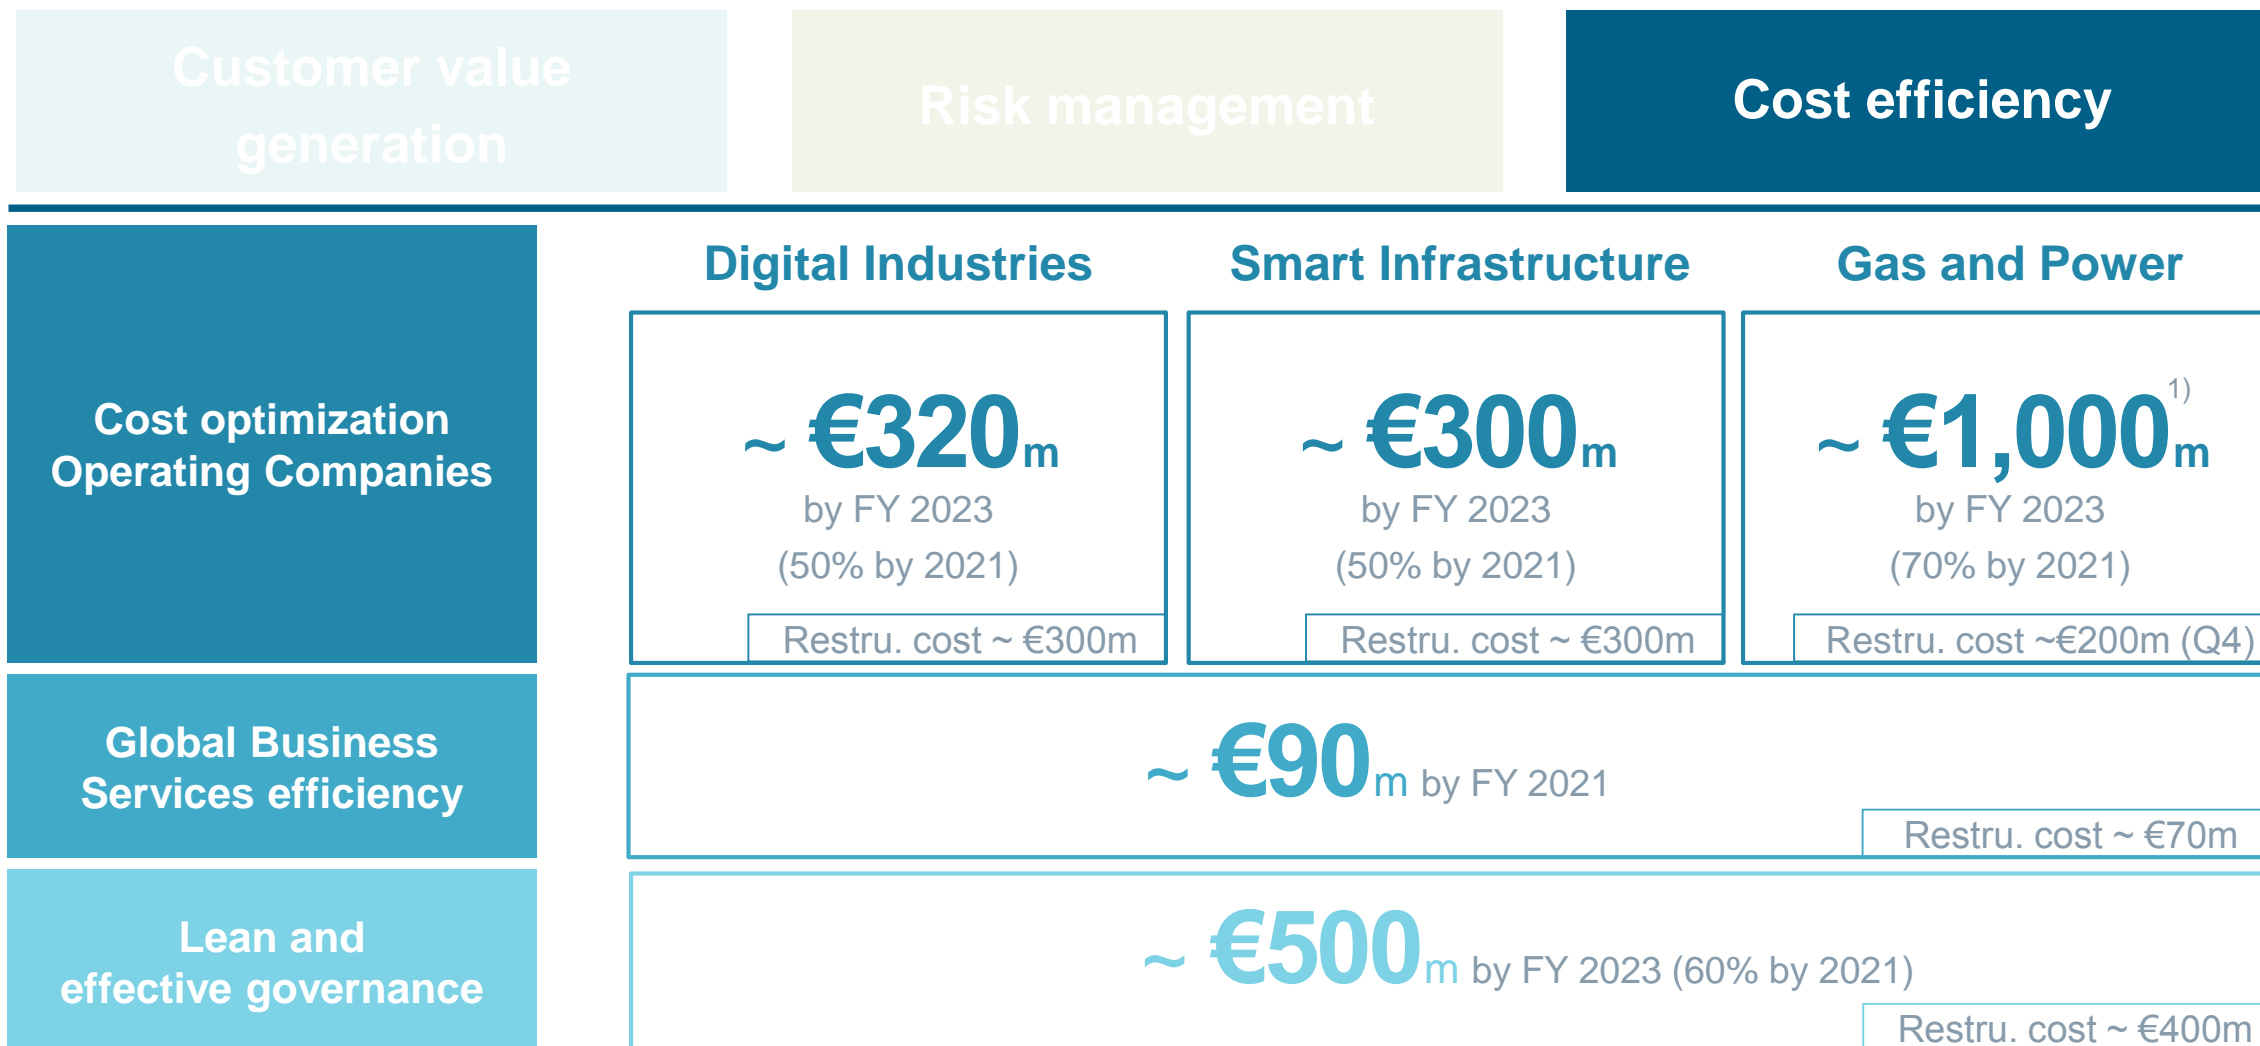 Customer value
generation
Risk management
Cost efficiency
Digital Industries
Smart Infrastructure
Gas and Power
Cost optimization
Operating Companies
~ €320m
by FY 2023
(50% by 2021)
Restru. cost ~ €300m
~ €300m
by FY 2023
(50% by 2021)
Restru. cost ~ €300m
~ €1,000m 1)
by FY 2023
(70% by 2021)
Restru. cost ~€200m (Q4)
Global Business
Services efficiency
~ €90m by FY 2021
Restru. cost ~ €70m
Lean and
effective governance
~ €500m by FY 2023 (60% by 2021)
Restru. cost ~ €400m